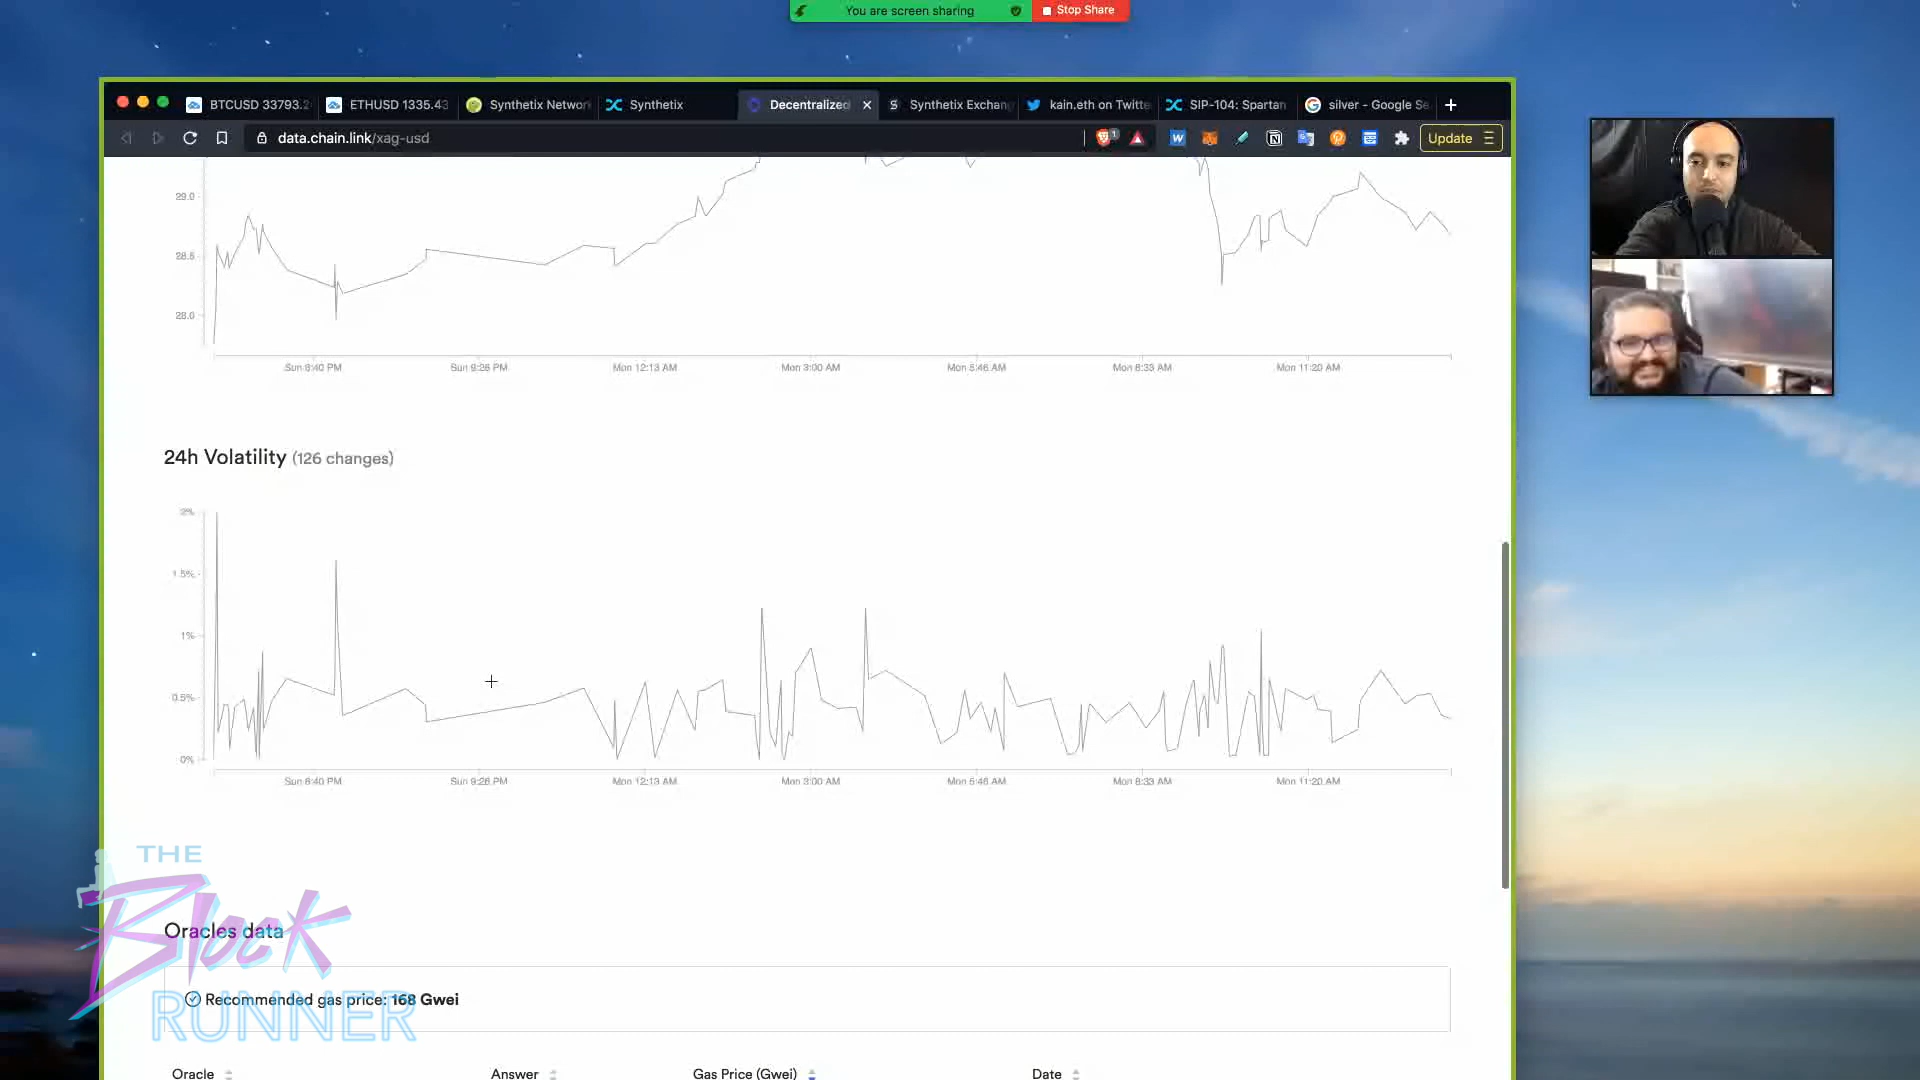 You are screen sharing
Stop Share
BTCUSD 33793.2
ETHUSD 1335.43
Synthetix Networ
Synthetix
Decentralized
Synthetix Exchan
kain.eth on Twitte
SIP-104: Spartan
silver - Google Se
data.chain.link/xag-usd
1
Update
29.0
28.5
28.0
Sun 6:40 PM
Sun 9:26 PM
Mon 12:13 AM
Mon 3:00 AM
Mon 5:46 AM
Mon 8:33 AM
Mon 11:20 AM
24h Volatility (126 changes)
2%
1.5%
1%
0.5%
0%
Sun 6:40 PM
Sun 9:26 PM
Mon 12:13 AM
Mon 3:00 AM
Mon 5:46 AM
Mon 8:33 AM
Mon 11:20 AM
THE
Block
RUNNER
Oracles data
Recommended gas price: 168 Gwei
Oracle
Answer
Gas Price (Gwei)
Date